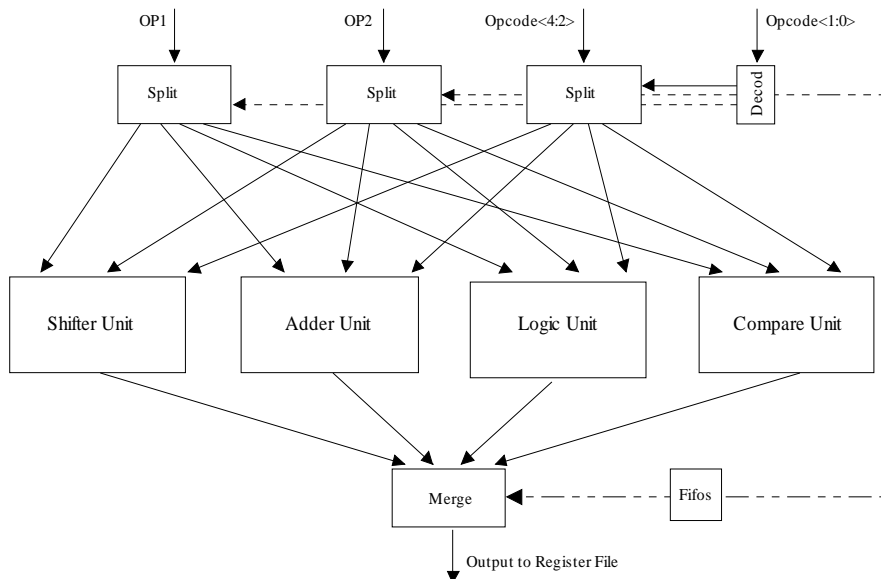 OP1
OP2
Opcode<4:2>
Opcode<1:0>
Split
Split
Split
Decod
Shifter Unit
Adder Unit
Logic Unit
Compare Unit
Merge
Fifos
Output to Register File